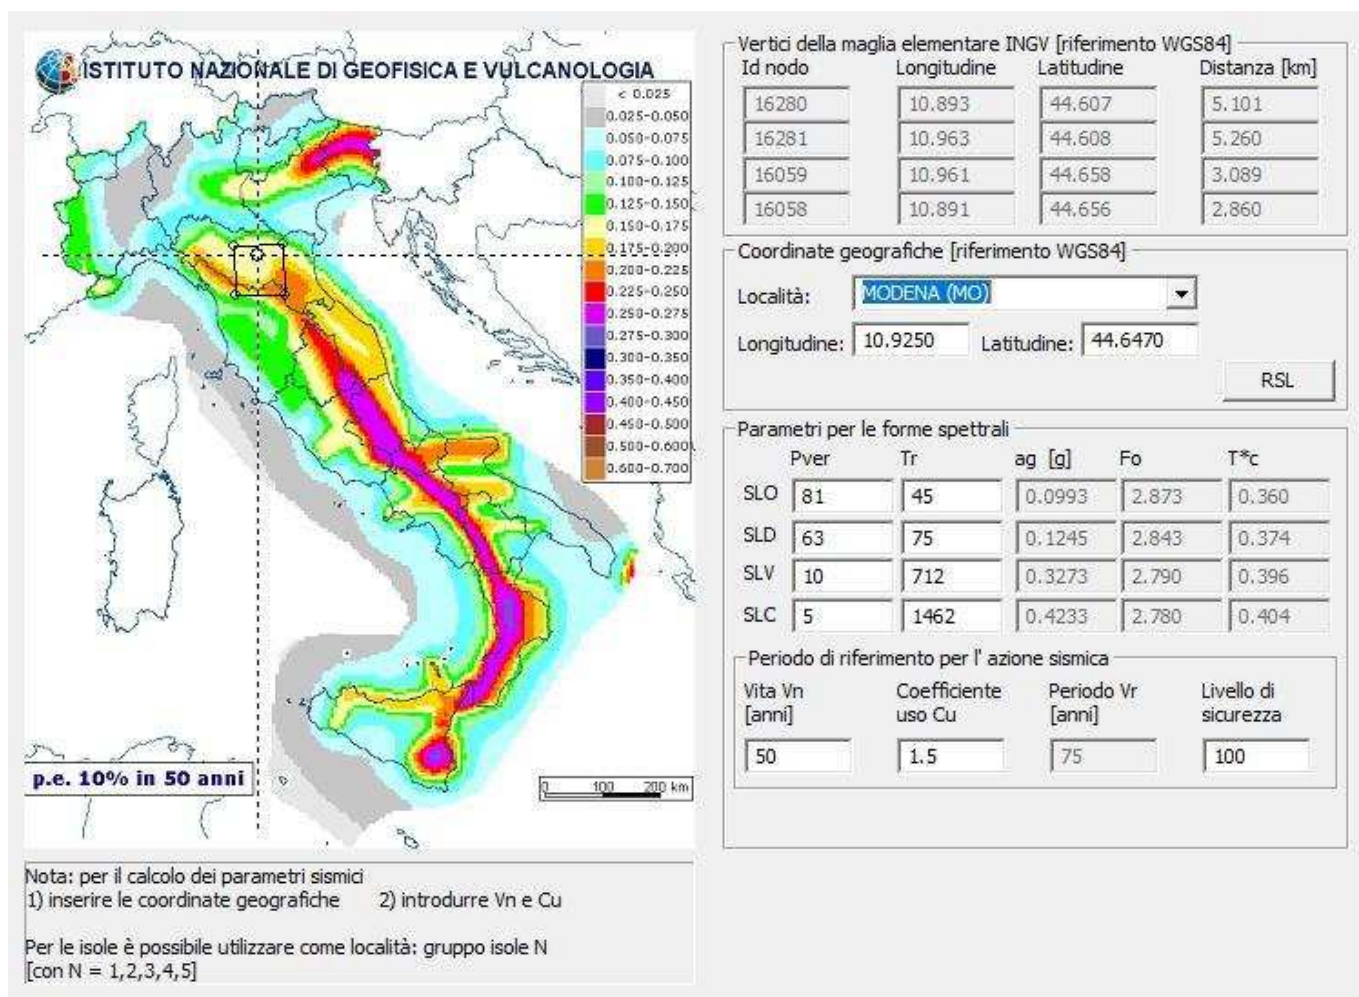 ISTITUTO NAZIONALE DI GEOFISICA E VULCANOLOGIA
< 0.025
0.025-0.050
0.050-0.075
0.075-0.100
0.100-0.125
0.125-0.150
0.150-0.175
0.175-0.200
0.200-0.225
0.225-0.250
0.250-0.275
0.275-0.300
0.300-0.350
0.350-0.400
0.400-0.450
0.450-0.500
0.500-0.600
0.600-0.700
p.e. 10% in 50 anni
0 100 200 km
Nota: per il calcolo dei parametri sismici
1) inserire le coordinate geografiche 2) introdurre Vn e Cu
Per le isole è possibile utilizzare come località: gruppo isole N
[con N = 1,2,3,4,5]
Vertici della maglia elementare INGV [riferimento WGS84]
Id nodo Longitudine Latitudine Distanza [km]
16280 10.893 44.607 5.101
16281 10.963 44.608 5.260
16059 10.961 44.658 3.089
16058 10.891 44.656 2.860
Coordinate geografiche [riferimento WGS84]
Località: MODENA (MO)
Longitudine: 10.9250 Latitudine: 44.6470
RSL
Parametri per le forme spettrali
Pver Tr ag [g] Fo T*c
SLO 81 45 0.0993 2.873 0.360
SLD 63 75 0.1245 2.843 0.374
SLV 10 712 0.3273 2.790 0.396
SLC 5 1462 0.4233 2.780 0.404
Periodo di riferimento per l' azione sismica
Vita Vn Coefficiente Periodo Vr Livello di
[anni] uso Cu [anni] sicurezza
50 1.5 75 100